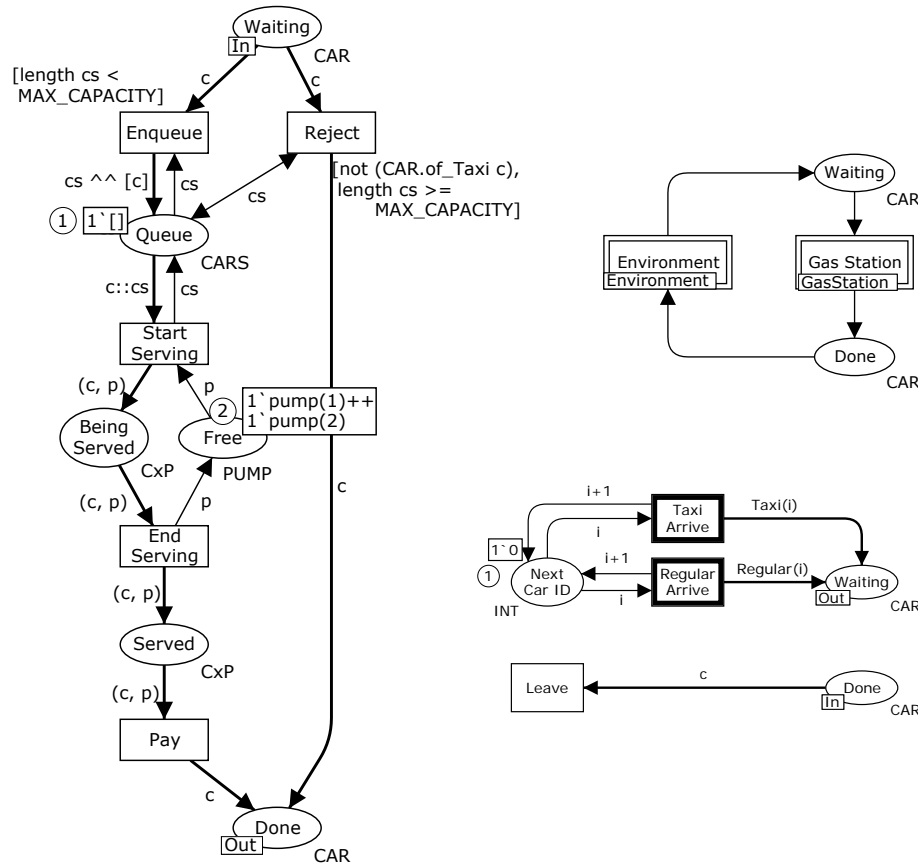 Waiting
In
CAR
[length cs <
MAX_CAPACITY]
c
c
Enqueue
Reject
cs ^^ [c]
cs
cs
[not (CAR.of_Taxi c),
length cs >=
MAX_CAPACITY]
1
1`[]
Queue
CARS
c::cs
cs
Start
Serving
(c, p)
p
2
1`pump(1)++
1`pump(2)
Being
Served
Free
CxP
PUMP
(c, p)
p
c
End
Serving
(c, p)
Served
CxP
(c, p)
Pay
c
Done
Out
CAR
Waiting
CAR
Environment
Environment
Gas Station
GasStation
Done
CAR
i+1
Taxi
Arrive
Taxi(i)
i
1`0
1
Next
Car ID
INT
i+1
i
Regular
Arrive
Regular(i)
Waiting
Out
CAR
Leave
c
Done
In
CAR